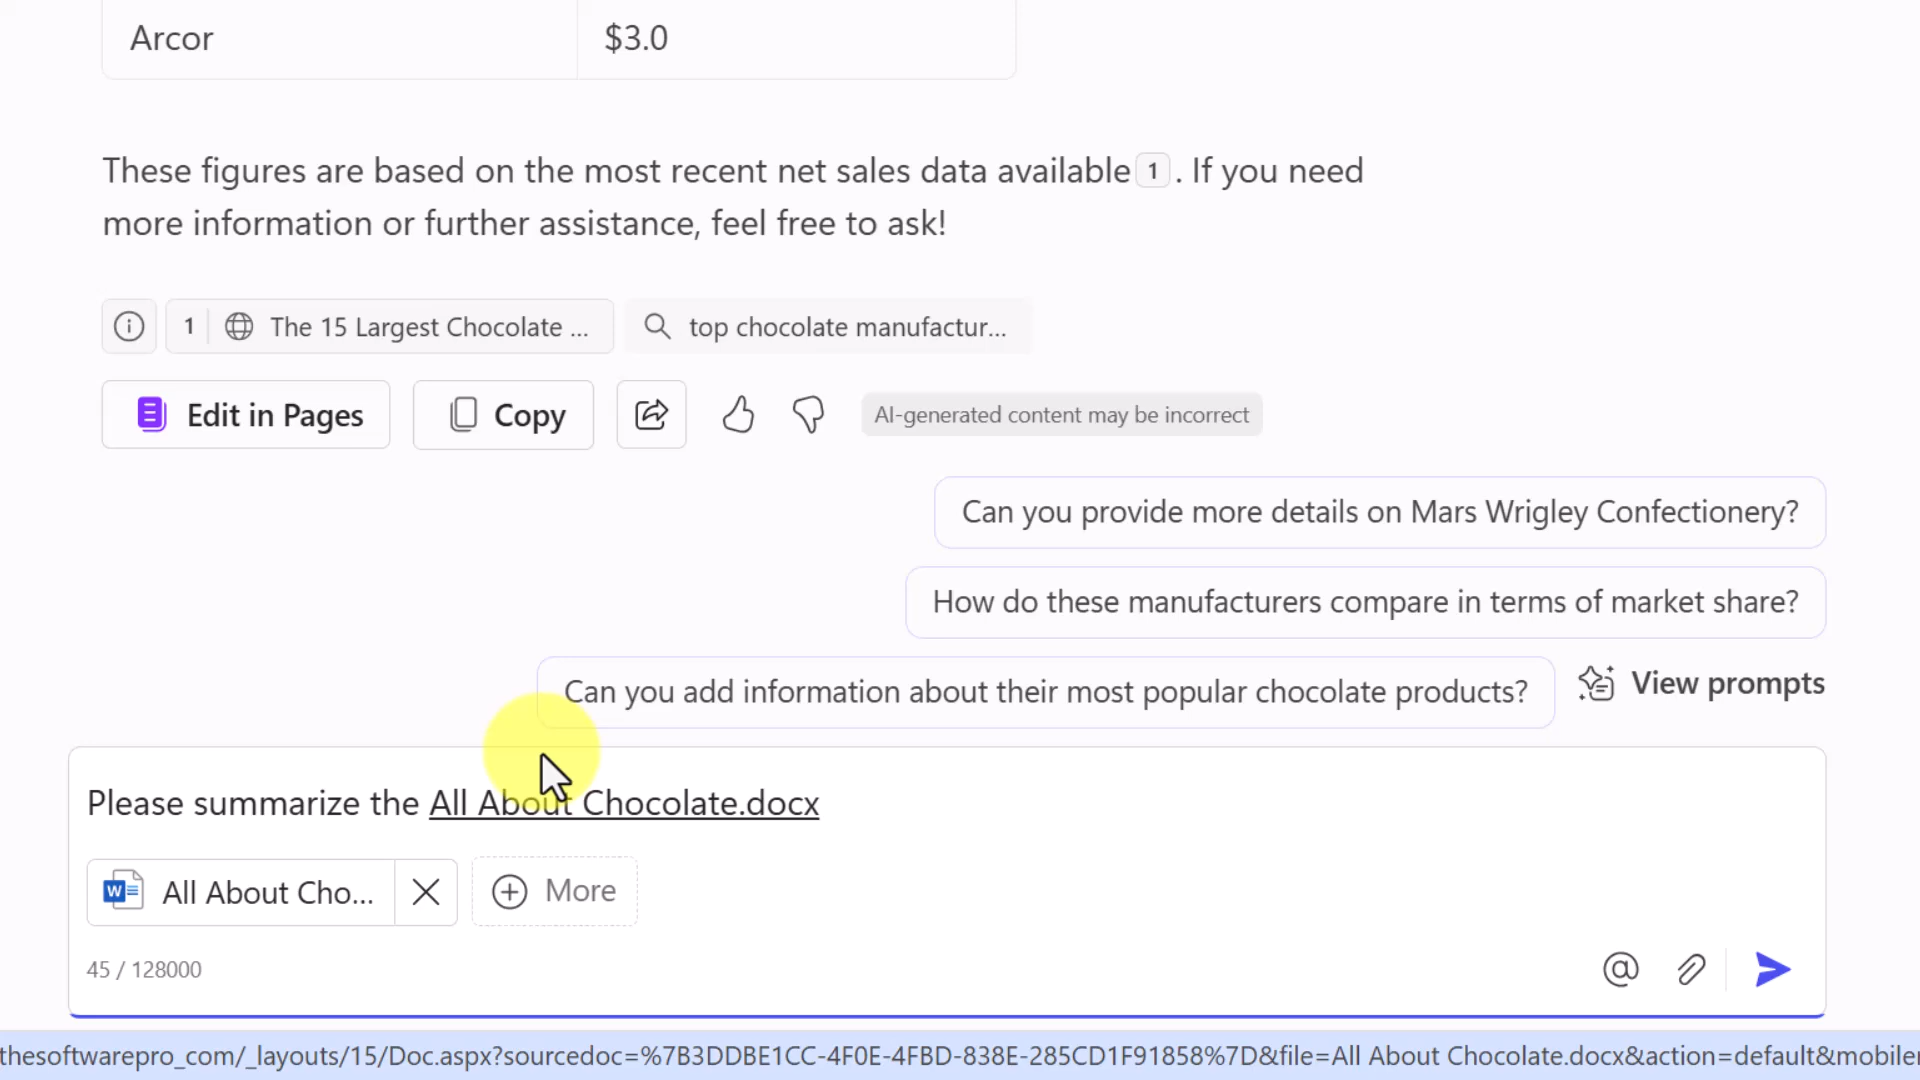 Arcor $3.0
These figures are based on the most recent net sales data available 1 . If you need
more information or further assistance, feel free to ask!
1 The 15 Largest Chocolate ... top chocolate manufactur...
Edit in Pages Copy AI-generated content may be incorrect
Can you provide more details on Mars Wrigley Confectionery?
How do these manufacturers compare in terms of market share?
Can you add information about their most popular chocolate products? View prompts
Please summarize the All About Chocolate.docx
W All About Cho... More
45 / 128000
thesoftwarepro_com/_layouts/15/Doc.aspx?sourcedoc=%7B3DDBE1CC-4F0E-4FBD-838E-285CD1F91858%7D&file=All About Chocolate.docx&action=default&mobiler